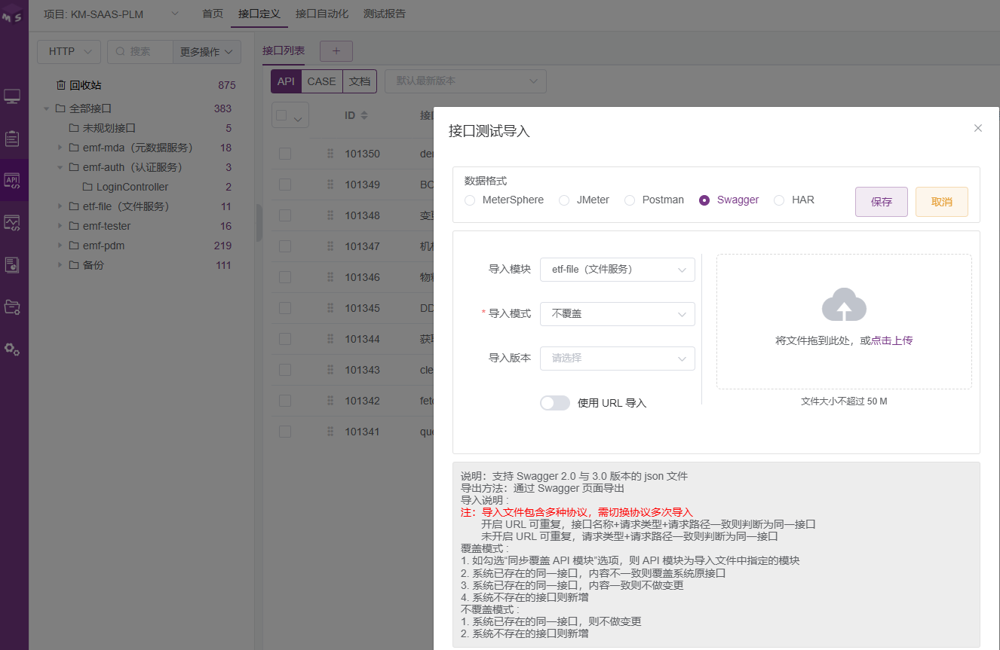 MS
项目: KM-SAAS-PLM
首页
接口定义
接口自动化
测试报告
HTTP
搜索
更多操作
接口列表
+
回收站 875
全部接口 383
未规划接口 5
emf-mda（元数据服务） 18
emf-auth（认证服务） 3
LoginController 2
etf-file（文件服务） 11
emf-tester 16
emf-pdm 219
备份 111
API CASE 文档
默认最新版本
ID
101350
101349 BC
101348
101347
101346
101345 DD
101344
101343 cle
101342
101341
接口测试导入
数据格式
MeterSphere JMeter Postman Swagger HAR
保存
取消
导入模块 etf-file（文件服务）
* 导入模式 不覆盖
导入版本 请选择
使用 URL 导入
将文件拖到此处，或点击上传
文件大小不超过 50 M
说明：支持 Swagger 2.0 与 3.0 版本的 json 文件
导出方法：通过 Swagger 页面导出
导入说明 :
注：导入文件包含多种协议，需切换协议多次导入
开启 URL 可重复，接口名称+请求类型+请求路径一致则判断为同一接口
未开启 URL 可重复，请求类型+请求路径一致则判断为同一接口
覆盖模式 :
1. 如勾选“同步覆盖 API 模块”选项，则 API 模块为导入文件中指定的模块
2. 系统已存在的同一接口，内容不一致则覆盖系统原接口
3. 系统已存在的同一接口，内容一致则不做变更
4. 系统不存在的接口则新增
不覆盖模式 :
1. 系统已存在的同一接口，则不做变更
2. 系统不存在的接口则新增